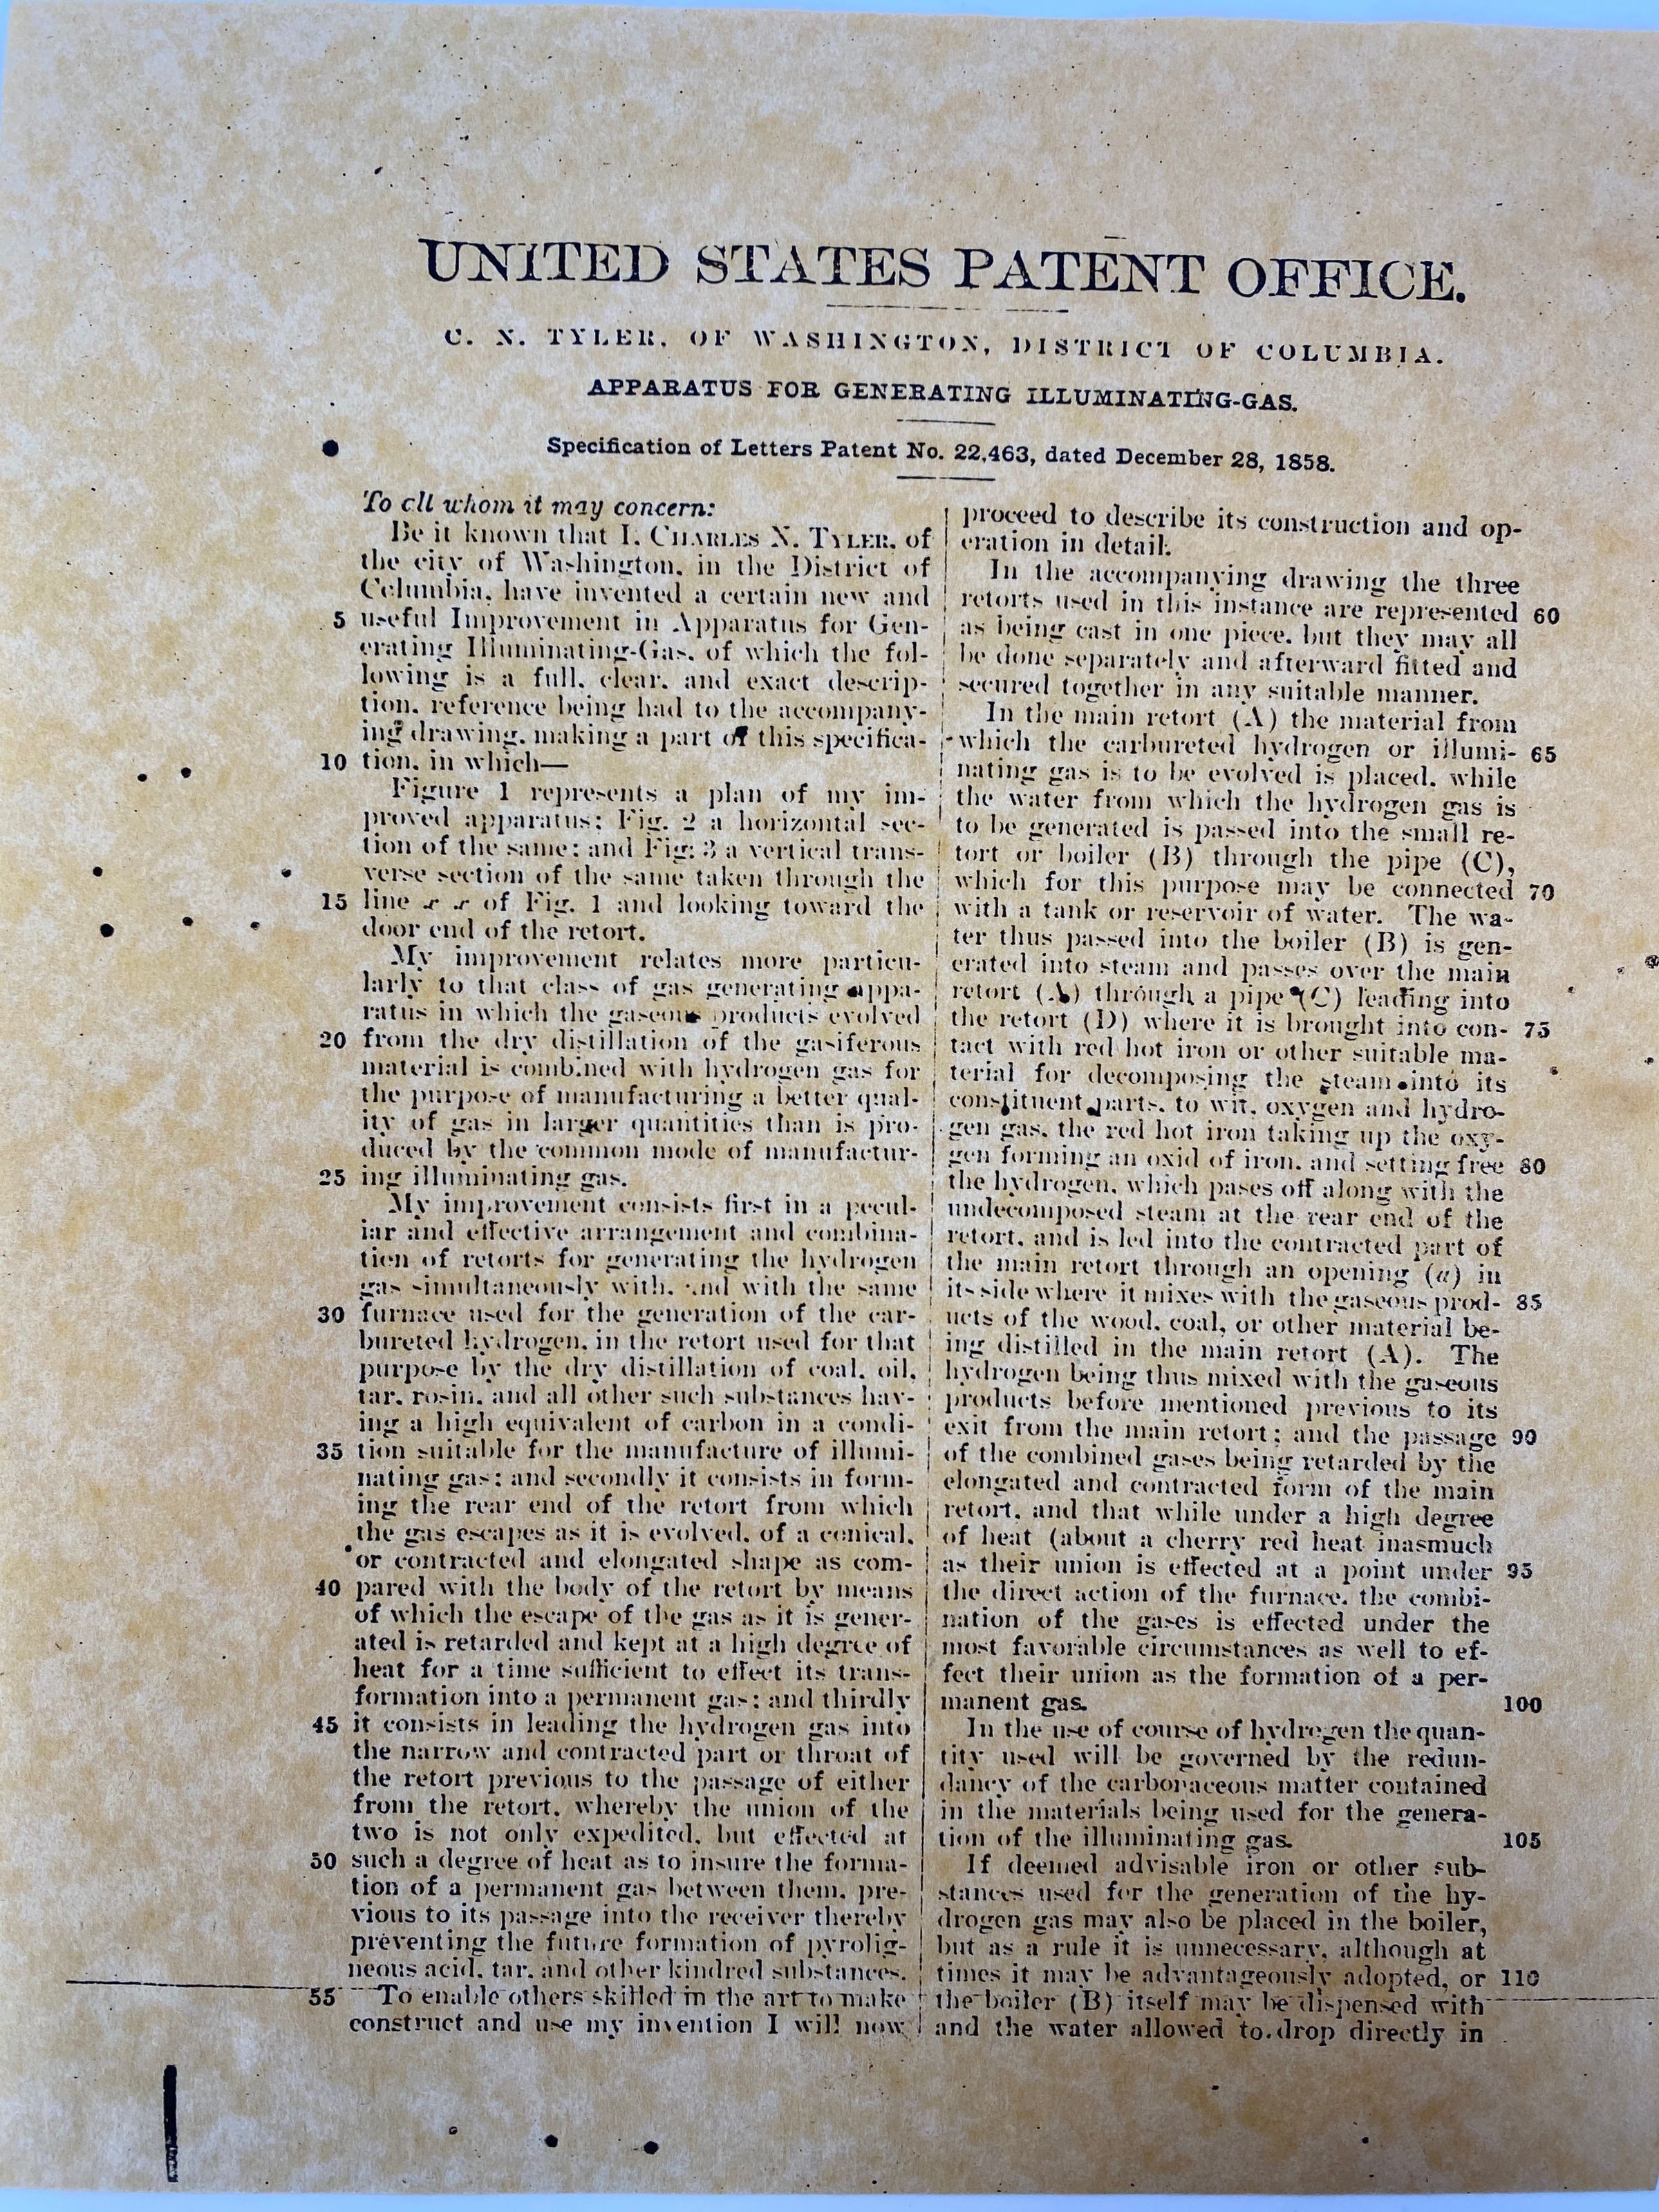 UNITED STATES PATENT OFFICE.
C. N. TYLER, OF WASHINGTON, DISTRICT OF COLUMBIA.
APPARATUS FOR GENERATING ILLUMINATING-GAS.
Specification of Letters Patent No. 22,463, dated December 28, 1858.
To all whom it may concern:
Be it known that I, CHARLES N. TYLER, of
the city of Washington, in the District of
Columbia, have invented a certain new and
5 useful Improvement in Apparatus for Gen-
erating Illuminating-Gas, of which the fol-
lowing is a full, clear, and exact descrip-
tion, reference being had to the accompany-
ing drawing, making a part of this specifica-
10 tion, in which—
Figure 1 represents a plan of my im-
proved apparatus; Fig. 2 a horizontal sec-
tion of the same; and Fig. 3 a vertical trans-
verse section of the same taken through the
15 line x x of Fig. 1 and looking toward the
door end of the retort.
My improvement relates more particu-
larly to that class of gas generating appa-
ratus in which the gaseous products evolved
20 from the dry distillation of the gasiferous
material is combined with hydrogen gas for
the purpose of manufacturing a better qual-
ity of gas in larger quantities than is pro-
duced by the common mode of manufactur-
25 ing illuminating gas.
My improvement consists first in a pecul-
iar and effective arrangement and combina-
tion of retorts for generating the hydrogen
gas simultaneously with, and with the same
30 furnace used for the generation of the car-
bureted hydrogen, in the retort used for that
purpose by the dry distillation of coal, oil,
tar, rosin, and all other such substances hav-
ing a high equivalent of carbon in a condi-
35 tion suitable for the manufacture of illumi-
nating gas; and secondly it consists in form-
ing the rear end of the retort from which
the gas escapes as it is evolved, of a conical,
or contracted and elongated shape as com-
40 pared with the body of the retort by means
of which the escape of the gas as it is gener-
ated is retarded and kept at a high degree of
heat for a time sufficient to effect its trans-
formation into a permanent gas; and thirdly
45 it consists in leading the hydrogen gas into
the narrow and contracted part or throat of
the retort previous to the passage of either
from the retort, whereby the union of the
two is not only expedited, but effected at
50 such a degree of heat as to insure the forma-
tion of a permanent gas between them, pre-
vious to its passage into the receiver thereby
preventing the future formation of pyrolig-
neous acid, tar, and other kindred substances.
55 To enable others skilled in the art to make
construct and use my invention I will now
proceed to describe its construction and op-
eration in detail.
In the accompanying drawing the three
retorts used in this instance are represented 60
as being cast in one piece, but they may all
be done separately and afterward fitted and
secured together in any suitable manner.
In the main retort (A) the material from
which the carbureted hydrogen or illumi- 65
nating gas is to be evolved is placed, while
the water from which the hydrogen gas is
to be generated is passed into the small re-
tort or boiler (B) through the pipe (C),
which for this purpose may be connected 70
with a tank or reservoir of water. The wa-
ter thus passed into the boiler (B) is gen-
erated into steam and passes over the main
retort (A) through a pipe (C) leading into
the retort (D) where it is brought into con- 75
tact with red hot iron or other suitable ma-
terial for decomposing the steam into its
constituent parts, to wit, oxygen and hydro-
gen gas, the red hot iron taking up the oxy-
gen forming an oxid of iron, and setting free 80
the hydrogen, which pases off along with the
undecomposed steam at the rear end of the
retort, and is led into the contracted part of
the main retort through an opening (a) in
its side where it mixes with the gaseous prod- 85
ucts of the wood, coal, or other material be-
ing distilled in the main retort (A). The
hydrogen being thus mixed with the gaseous
products before mentioned previous to its
exit from the main retort; and the passage 90
of the combined gases being retarded by the
elongated and contracted form of the main
retort, and that while under a high degree
of heat (about a cherry red heat inasmuch
as their union is effected at a point under 95
the direct action of the furnace, the combi-
nation of the gases is effected under the
most favorable circumstances as well to ef-
fect their union as the formation of a per-
manent gas. 100
In the use of course of hydrogen the quan-
tity used will be governed by the redun-
dancy of the carbonaceous matter contained
in the materials being used for the genera-
tion of the illuminating gas. 105
If deemed advisable iron or other sub-
stances used for the generation of the hy-
drogen gas may also be placed in the boiler,
but as a rule it is unnecessary, although at
times it may be advantageously adopted, or 110
the boiler (B) itself may be dispensed with
and the water allowed to drop directly in